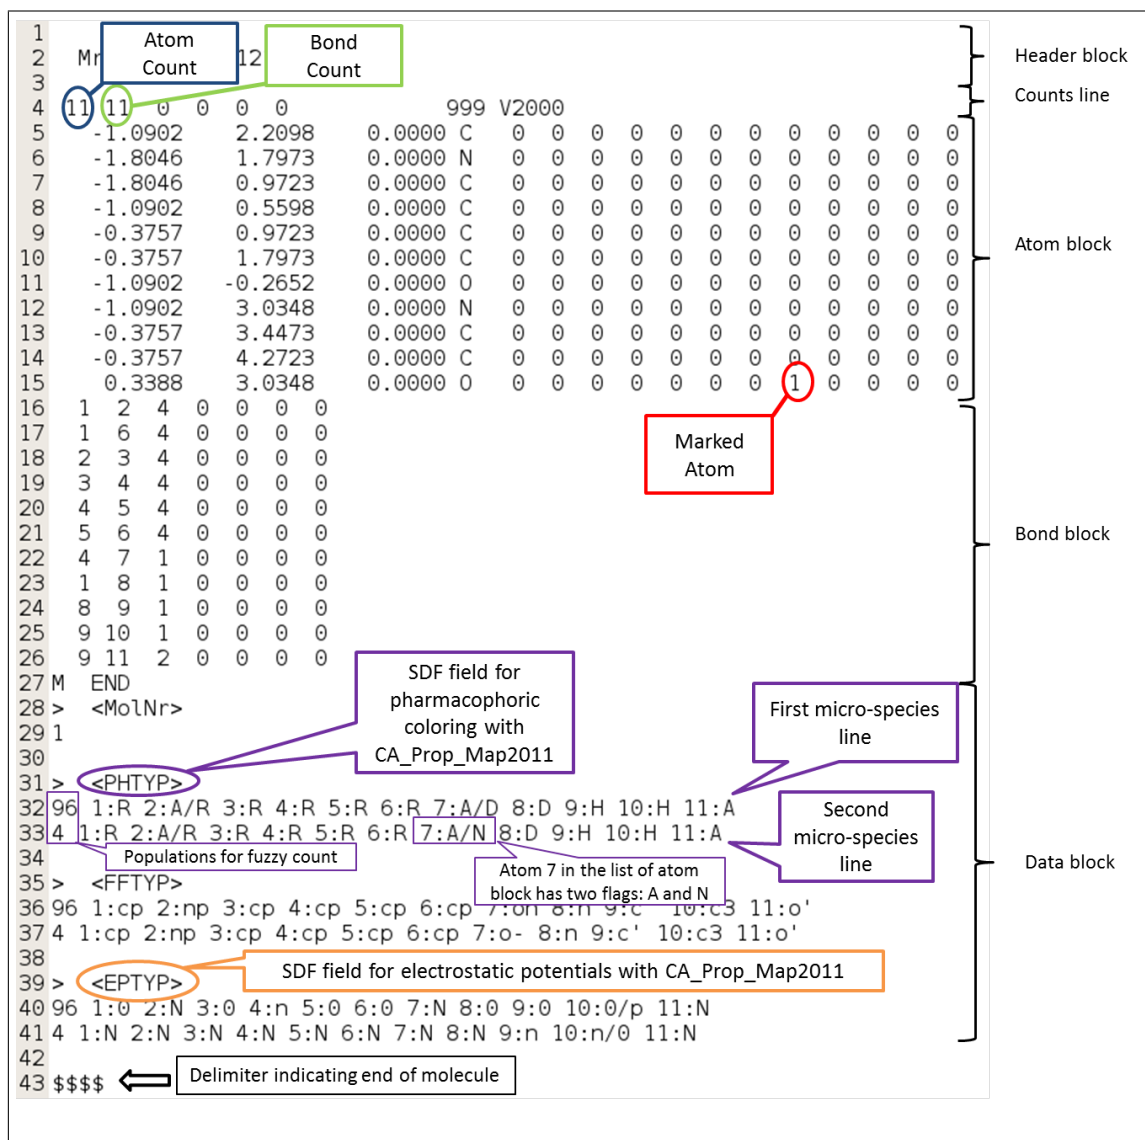 1
Atom Count
Bond Count
2 12
Header block
3
Counts line
4 11 11 0 0 0 0 999 V2000
5 -1.0902 2.2098 0.0000 C 0 0 0 0 0 0 0 0 0 0 0 0
6 -1.8046 1.7973 0.0000 N 0 0 0 0 0 0 0 0 0 0 0 0
7 -1.8046 0.9723 0.0000 C 0 0 0 0 0 0 0 0 0 0 0 0
8 -1.0902 0.5598 0.0000 C 0 0 0 0 0 0 0 0 0 0 0 0
9 -0.3757 0.9723 0.0000 C 0 0 0 0 0 0 0 0 0 0 0 0
Atom block
10 -0.3757 1.7973 0.0000 C 0 0 0 0 0 0 0 0 0 0 0 0
11 -1.0902 -0.2652 0.0000 O 0 0 0 0 0 0 0 0 0 0 0 0
12 -1.0902 3.0348 0.0000 N 0 0 0 0 0 0 0 0 0 0 0 0
13 -0.3757 3.4473 0.0000 C 0 0 0 0 0 0 0 0 0 0 0 0
14 -0.3757 4.2723 0.0000 C 0 0 0 0 0 0 0 0 0 0 0 0
15 0.3388 3.0348 0.0000 O 0 0 0 0 0 0 0 1 0 0 0 0
16 1 2 4 0 0 0 0
17 1 6 4 0 0 0 0
Marked
Atom
18 2 3 4 0 0 0 0
19 3 4 4 0 0 0 0
20 4 5 4 0 0 0 0
21 5 6 4 0 0 0 0
Bond block
22 4 7 1 0 0 0 0
23 1 8 1 0 0 0 0
24 8 9 1 0 0 0 0
25 9 10 1 0 0 0 0
26 9 11 2 0 0 0 0
27 M END
SDF field for
pharmacophoric
coloring with
CA_Prop_Map2011
28 > <MolNr>
First micro-species
line
29 1
30
31 > <PHTYP>
32 96 1:R 2:A/R 3:R 4:R 5:R 6:R 7:A/D 8:D 9:H 10:H 11:A
Second
micro-species
line
33 4 1:R 2:A/R 3:R 4:R 5:R 6:R 7:A/N 8:D 9:H 10:H 11:A
34
Populations for fuzzy count
Atom 7 in the list of atom
block has two flags: A and N
Data block
35 > <FFTYP>
36 96 1:cp 2:np 3:cp 4:cp 5:cp 6:cp 7:on 8:n 9:c' 10:c3 11:o'
37 4 1:cp 2:np 3:cp 4:cp 5:cp 6:cp 7:o- 8:n 9:c' 10:c3 11:o'
38
39 > <EPTYP>
SDF field for electrostatic potentials with CA_Prop_Map2011
40 96 1:0 2:N 3:0 4:n 5:0 6:0 7:N 8:0 9:0 10:0/p 11:N
41 4 1:N 2:N 3:N 4:N 5:N 6:N 7:N 8:N 9:n 10:n/0 11:N
42
43 $$$$
Delimiter indicating end of molecule